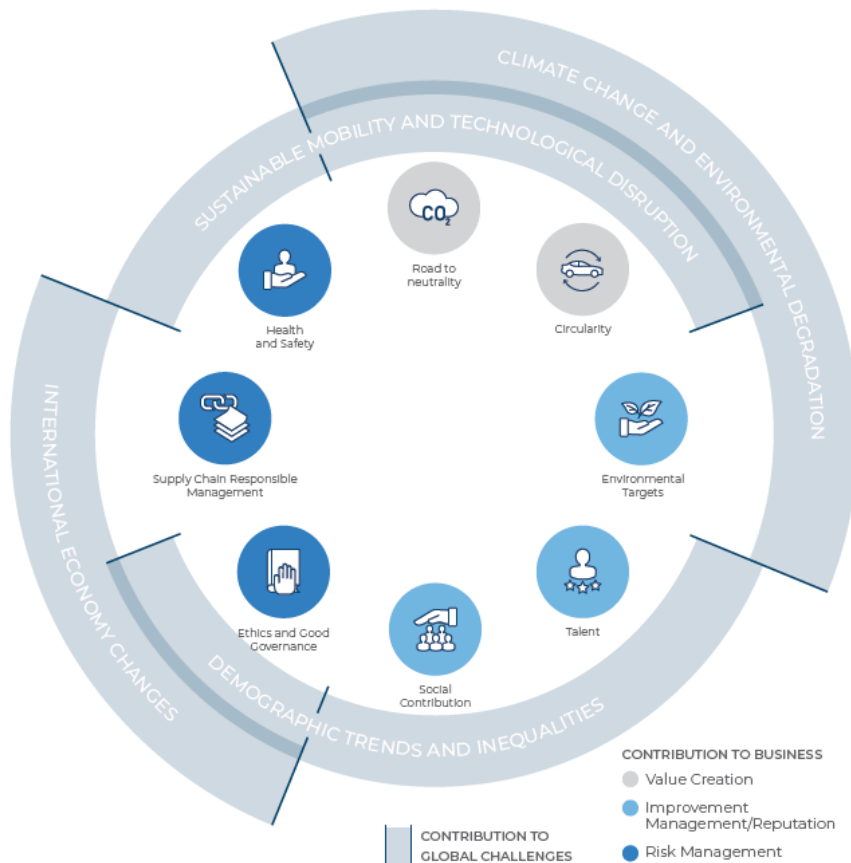 CLIMATE CHANGE AND ENVIRONMENTAL DEGRADATION
SUSTAINABLE MOBILITY AND TECHNOLOGICAL DISRUPTION
CO2
Road to
neutrality
Circularity
Health
and Safety
Supply Chain Responsible
Management
Environmental
Targets
Ethics and Good
Governance
Social
Contribution
Talent
INTERNATIONAL ECONOMY CHANGES
DEMOGRAPHIC TRENDS AND INEQUALITIES
CONTRIBUTION TO BUSINESS
Value Creation
Improvement
Management/Reputation
Risk Management
CONTRIBUTION TO
GLOBAL CHALLENGES